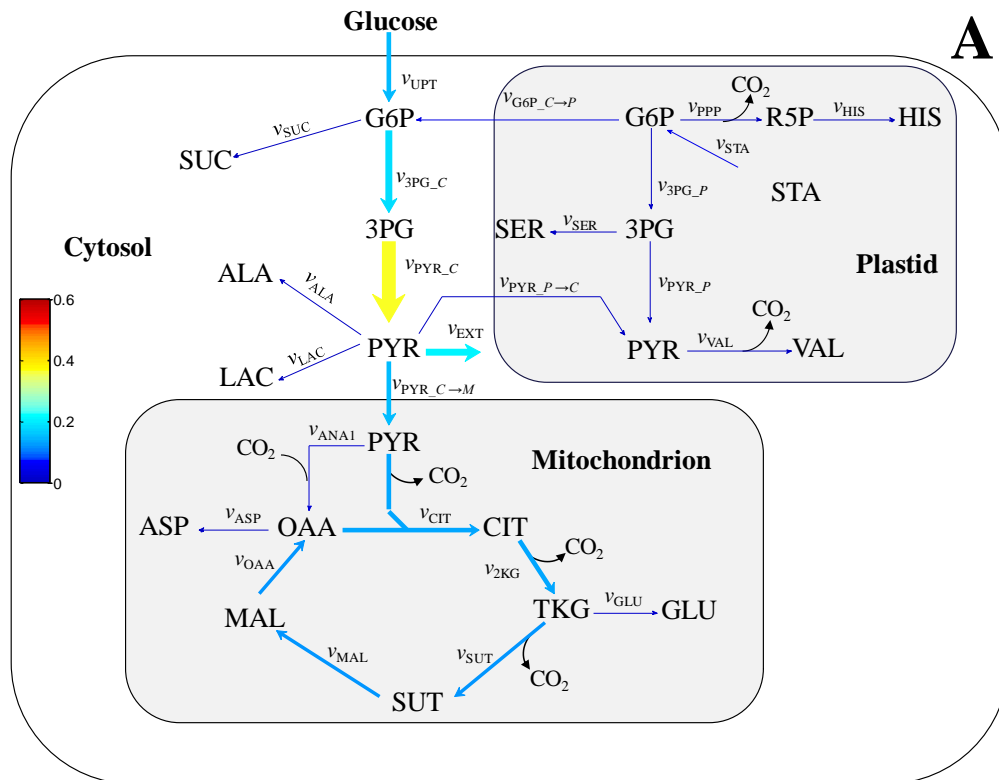 Glucose
A
v_UPT
v_G6P_C→P
CO₂
G6P
G6P
v_PPP
R5P
v_HIS
HIS
v_SUC
SUC
v_STA
STA
v_3PG_C
v_3PG_P
3PG
SER
v_SER
3PG
Cytosol
Plastid
ALA
v_ALA
v_PYR_C
v_PYR_P→C
v_PYR_P
0.6
0.4
0.2
0
CO₂
v_EXT
PYR
PYR
v_VAL
VAL
v_LAC
LAC
v_PYR_C→M
v_ANA1
PYR
CO₂
CO₂
Mitochondrion
ASP
v_ASP
OAA
v_CIT
CIT
CO₂
v_OAA
v_2KG
MAL
TKG
v_GLU
GLU
v_MAL
v_SUT
CO₂
SUT